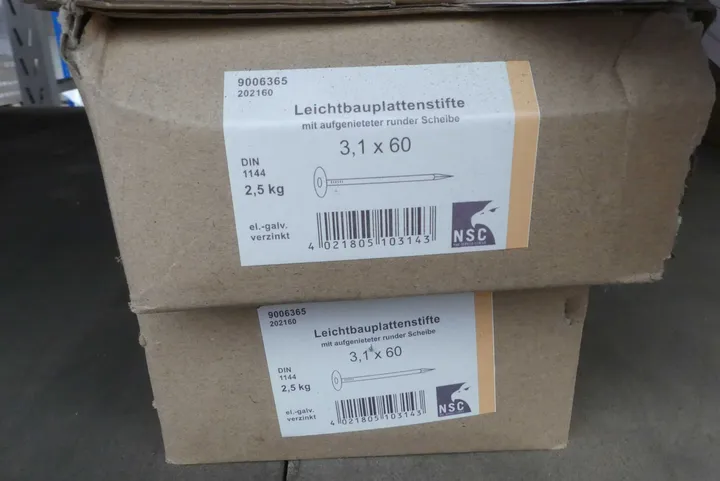 9006365
202160
Leichtbauplattenstifte
mit aufgenieteter runder Scheibe
3,1 x 60
DIN
1144
2,5 kg
el.-galv.
verzinkt
4 021805 103143
NSC
9006365
202160
Leichtbauplattenstifte
mit aufgenieteter runder Scheibe
3,1 x 60
DIN
1144
2,5 kg
el.-galv.
verzinkt
4 021805 103143
NSC